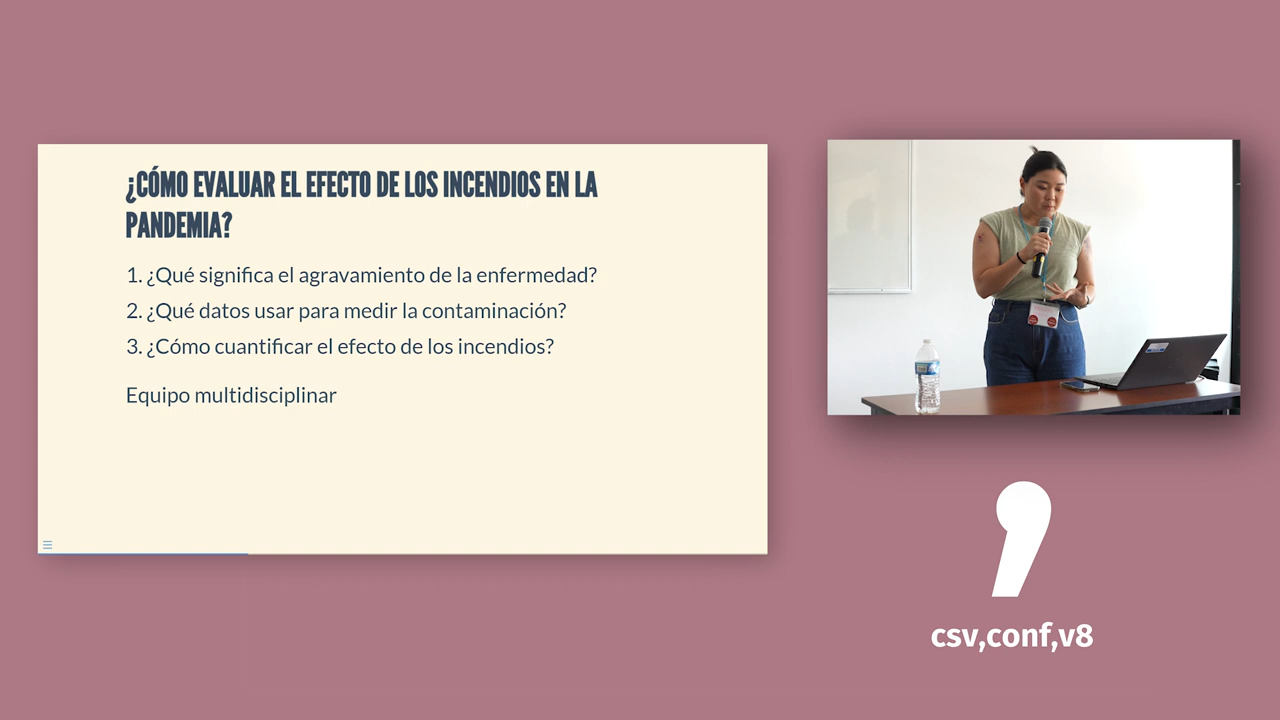 ¿CÓMO EVALUAR EL EFECTO DE LOS INCENDIOS EN LA
PANDEMIA?
1. ¿Qué significa el agravamiento de la enfermedad?
2. ¿Qué datos usar para medir la contaminación?
3. ¿Cómo cuantificar el efecto de los incendios?
Equipo multidisciplinar
csv,conf,v8